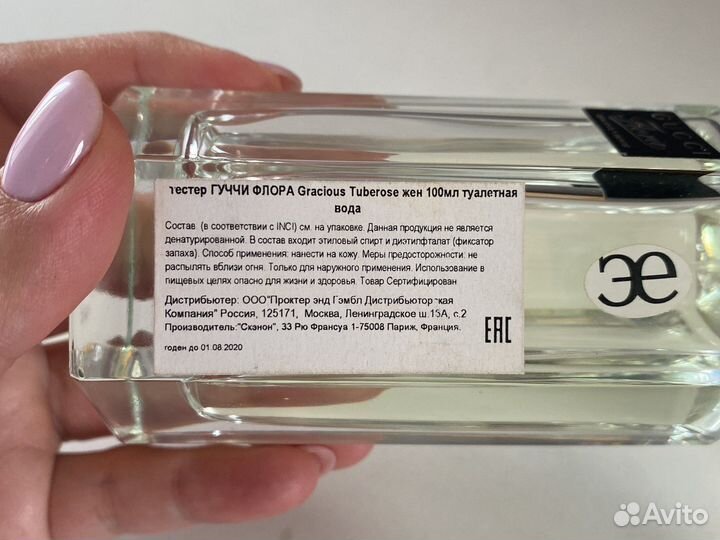 тестер ГУЧЧИ ФЛОРА Gracious Tuberose жен 100мл туалетная
вода
Состав (в соответствии с INCI) см. на упаковке. Данная продукция не является
денатурированной. В состав входит этиловый спирт и диэтилфталат (фиксатор
запаха). Способ применения: нанести на кожу. Меры предосторожности: не
распылять вблизи огня. Только для наружного применения. Использование в
пищевых целях опасно для жизни и здоровья. Товар Сертифицирован
Дистрибьютер: ООО"Проктер энд Гэмбл Дистрибьюторская
Компания" Россия, 125171, Москва, Ленинградское ш.16А, с.2
Производитель:"Скэнон", 33 Рю Франсуа 1-75008 Париж, Франция.
годен до 01.08.2020
EAC
эе
GUCCI
Avito